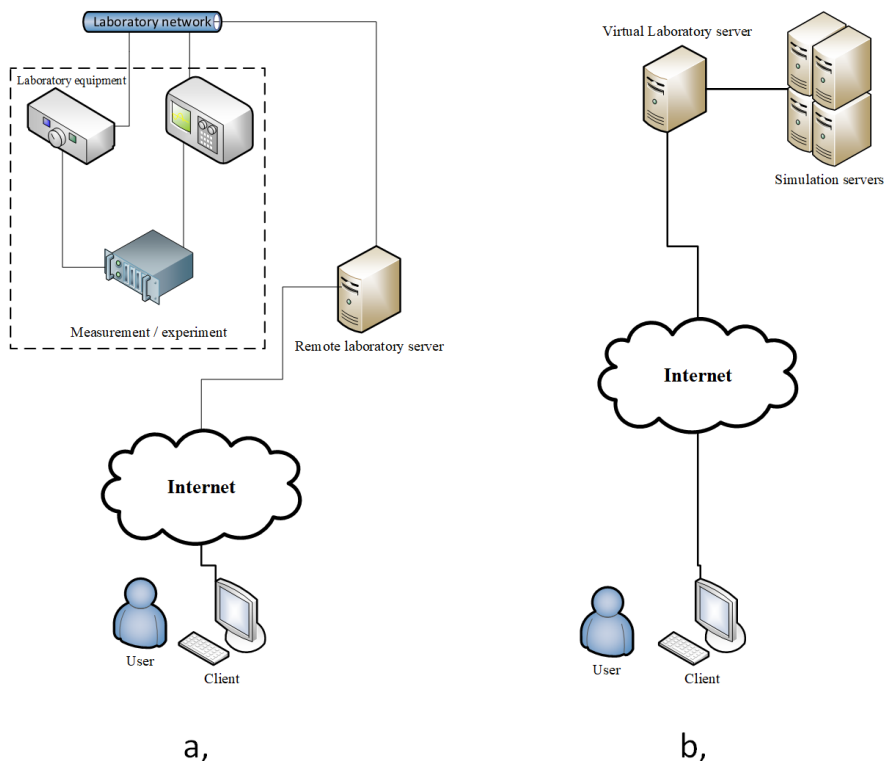 Laboratory network
Laboratory equipment
Measurement / experiment
Remote laboratory server
Internet
User
Client
a,
Virtual Laboratory server
Simulation servers
Internet
User
Client
b,